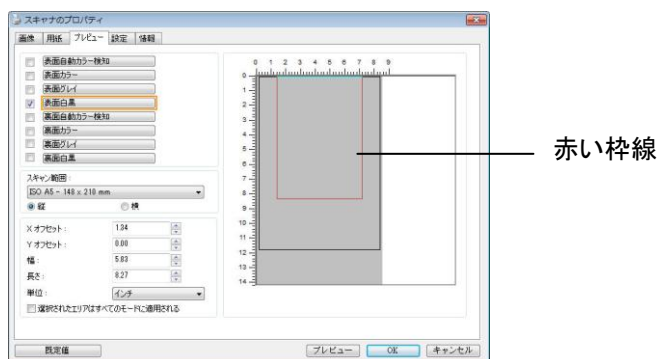 スキャナのプロパティ
画像 用紙 プレビュー 設定 情報
表面自動カラー検知
表面カラー
表面グレイ
表面白黒
裏面自動カラー検知
裏面カラー
裏面グレイ
裏面白黒
スキャン範囲:
ISO A5 - 148 x 210 mm
縦 横
Xオフセット: 1.34
Yオフセット: 0.00
幅: 5.83
長さ: 8.27
単位: インチ
選択されたエリアはすべてのモードに適用される
0 1 2 3 4 5 6 7 8 9
0
1
2
3
4
5
6
7
8
9
10
11
12
13
14
赤い枠線
既定値 プレビュー OK キャンセル